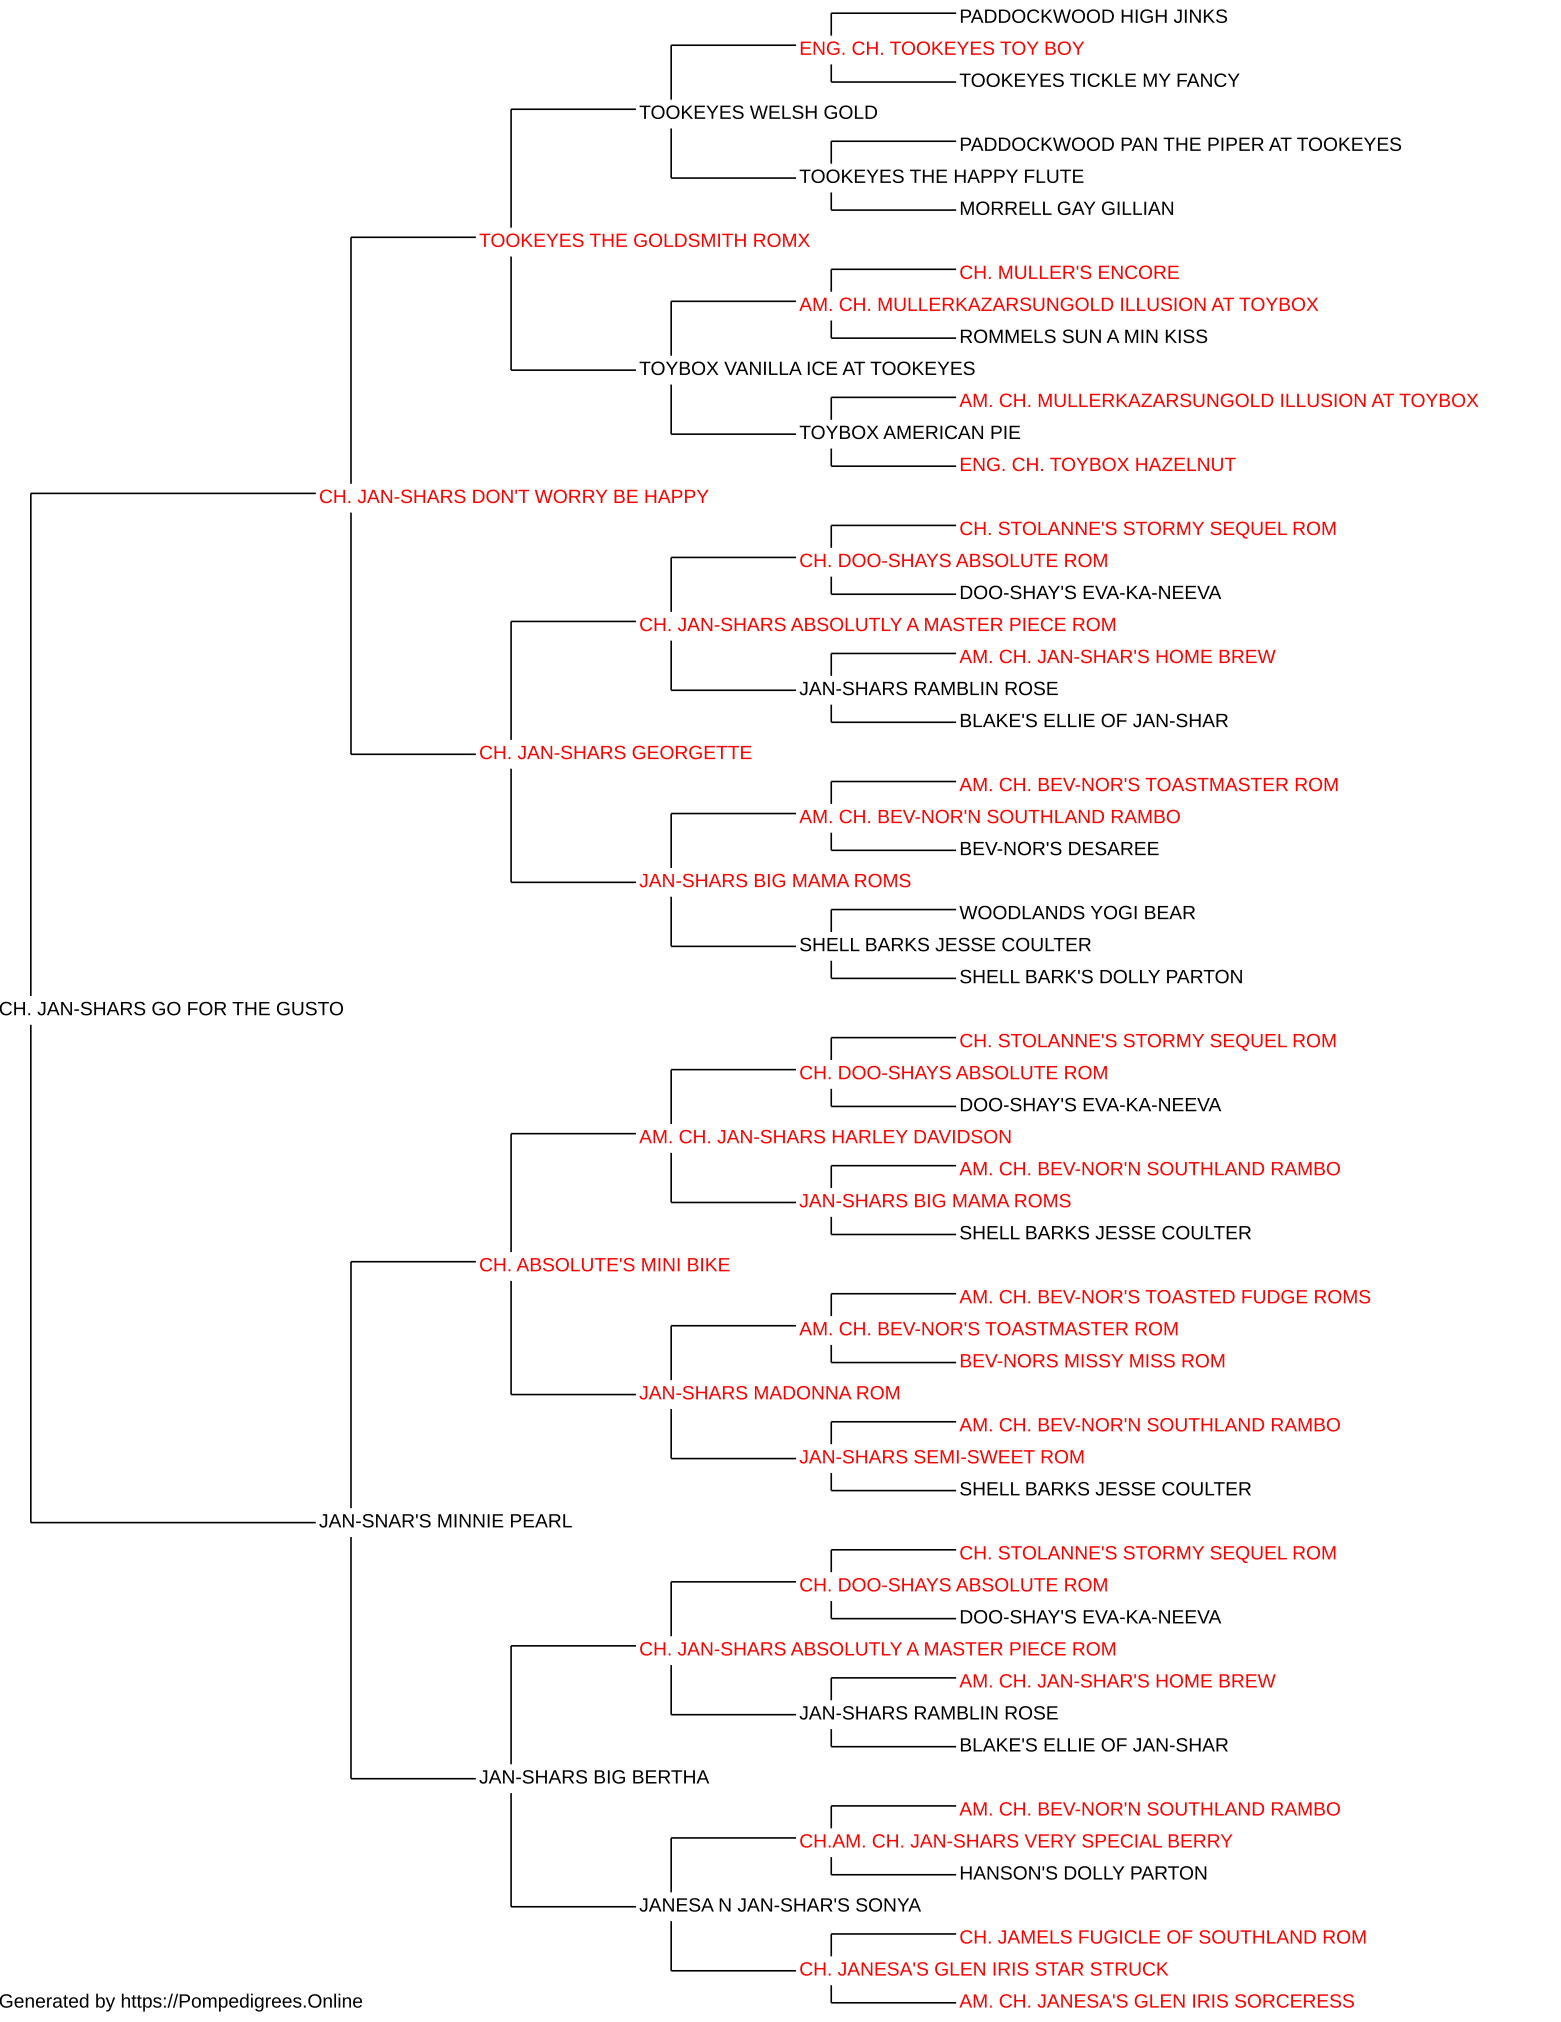 PADDOCKWOOD HIGH JINKS
ENG. CH. TOOKEYES TOY BOY
TOOKEYES TICKLE MY FANCY
TOOKEYES WELSH GOLD
PADDOCKWOOD PAN THE PIPER AT TOOKEYES
TOOKEYES THE HAPPY FLUTE
MORRELL GAY GILLIAN
TOOKEYES THE GOLDSMITH ROMX
CH. MULLER'S ENCORE
AM. CH. MULLERKAZARSUNGOLD ILLUSION AT TOYBOX
ROMMELS SUN A MIN KISS
TOYBOX VANILLA ICE AT TOOKEYES
AM. CH. MULLERKAZARSUNGOLD ILLUSION AT TOYBOX
TOYBOX AMERICAN PIE
ENG. CH. TOYBOX HAZELNUT
CH. JAN-SHARS DON'T WORRY BE HAPPY
CH. STOLANNE'S STORMY SEQUEL ROM
CH. DOO-SHAYS ABSOLUTE ROM
DOO-SHAY'S EVA-KA-NEEVA
CH. JAN-SHARS ABSOLUTLY A MASTER PIECE ROM
AM. CH. JAN-SHAR'S HOME BREW
JAN-SHARS RAMBLIN ROSE
BLAKE'S ELLIE OF JAN-SHAR
CH. JAN-SHARS GEORGETTE
AM. CH. BEV-NOR'S TOASTMASTER ROM
AM. CH. BEV-NOR'N SOUTHLAND RAMBO
BEV-NOR'S DESAREE
JAN-SHARS BIG MAMA ROMS
WOODLANDS YOGI BEAR
SHELL BARKS JESSE COULTER
SHELL BARK'S DOLLY PARTON
CH. JAN-SHARS GO FOR THE GUSTO
CH. STOLANNE'S STORMY SEQUEL ROM
CH. DOO-SHAYS ABSOLUTE ROM
DOO-SHAY'S EVA-KA-NEEVA
AM. CH. JAN-SHARS HARLEY DAVIDSON
AM. CH. BEV-NOR'N SOUTHLAND RAMBO
JAN-SHARS BIG MAMA ROMS
SHELL BARKS JESSE COULTER
CH. ABSOLUTE'S MINI BIKE
AM. CH. BEV-NOR'S TOASTED FUDGE ROMS
AM. CH. BEV-NOR'S TOASTMASTER ROM
BEV-NORS MISSY MISS ROM
JAN-SHARS MADONNA ROM
AM. CH. BEV-NOR'N SOUTHLAND RAMBO
JAN-SHARS SEMI-SWEET ROM
SHELL BARKS JESSE COULTER
JAN-SNAR'S MINNIE PEARL
CH. STOLANNE'S STORMY SEQUEL ROM
CH. DOO-SHAYS ABSOLUTE ROM
DOO-SHAY'S EVA-KA-NEEVA
CH. JAN-SHARS ABSOLUTLY A MASTER PIECE ROM
AM. CH. JAN-SHAR'S HOME BREW
JAN-SHARS RAMBLIN ROSE
BLAKE'S ELLIE OF JAN-SHAR
JAN-SHARS BIG BERTHA
AM. CH. BEV-NOR'N SOUTHLAND RAMBO
CH.AM. CH. JAN-SHARS VERY SPECIAL BERRY
HANSON'S DOLLY PARTON
JANESA N JAN-SHAR'S SONYA
CH. JAMELS FUGICLE OF SOUTHLAND ROM
CH. JANESA'S GLEN IRIS STAR STRUCK
AM. CH. JANESA'S GLEN IRIS SORCERESS
Generated by https://Pompedigrees.Online